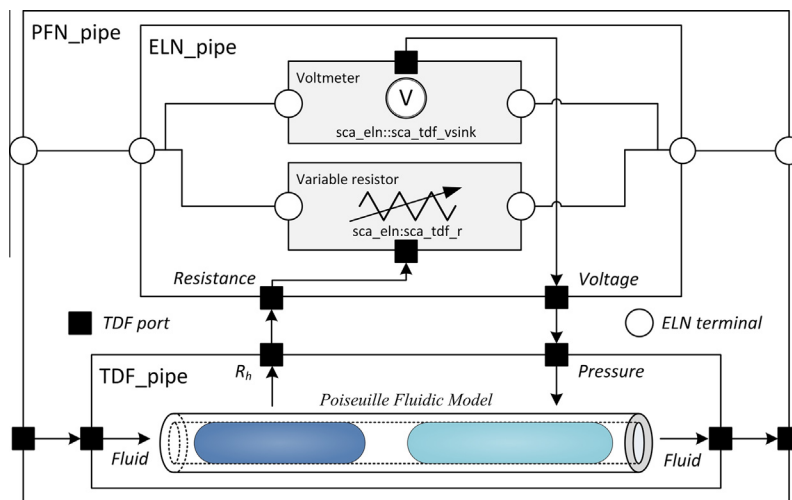 PFN_pipe
ELN_pipe
Voltmeter
V
sca_eln::sca_tdf_vsink
Variable resistor
sca_eln:sca_tdf_r
Resistance
Voltage
TDF port
ELN terminal
TDF_pipe
Rh
Pressure
Poiseuille Fluidic Model
Fluid
Fluid